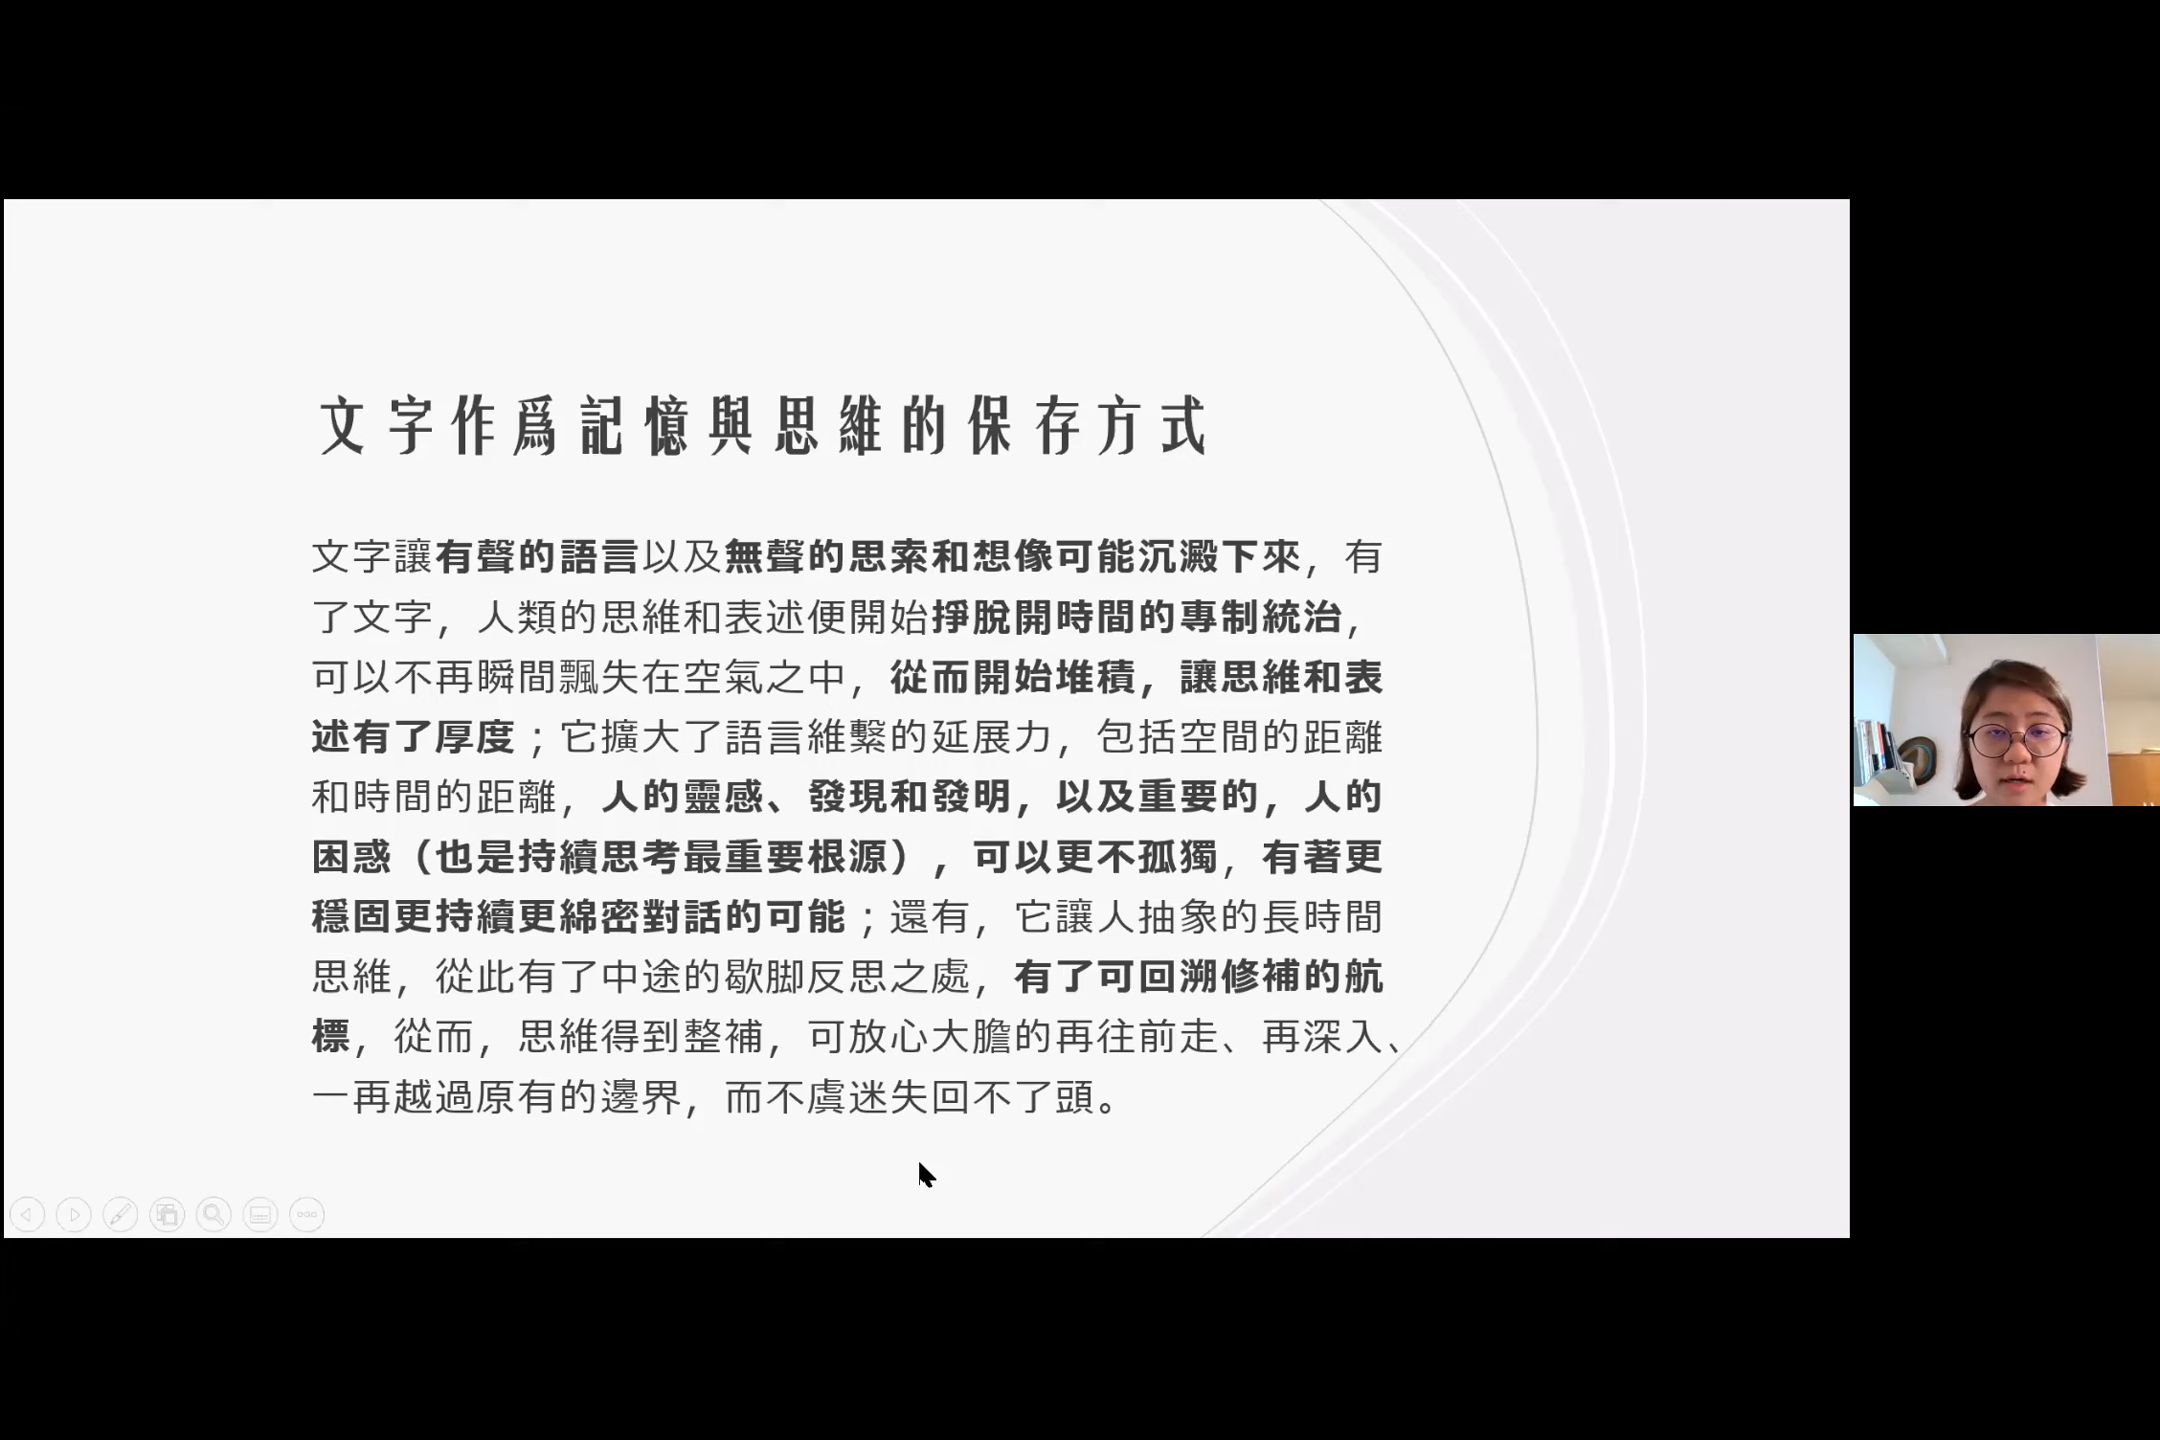 文字作爲記憶與思維的保存方式
文字讓有聲的語言以及無聲的思索和想像可能沉澱下來，有
了文字，人類的思維和表述便開始掙脫開時間的專制統治，
可以不再瞬間飄失在空氣之中，從而開始堆積，讓思維和表
述有了厚度；它擴大了語言維繫的延展力，包括空間的距離
和時間的距離，人的靈感、發現和發明，以及重要的，人的
困惑（也是持續思考最重要根源），可以更不孤獨，有著更
穩固更持續更綿密對話的可能；還有，它讓人抽象的長時間
思維，從此有了中途的歇脚反思之處，有了可回溯修補的航
標，從而，思維得到整補，可放心大膽的再往前走、再深入、
一再越過原有的邊界，而不虞迷失回不了頭。